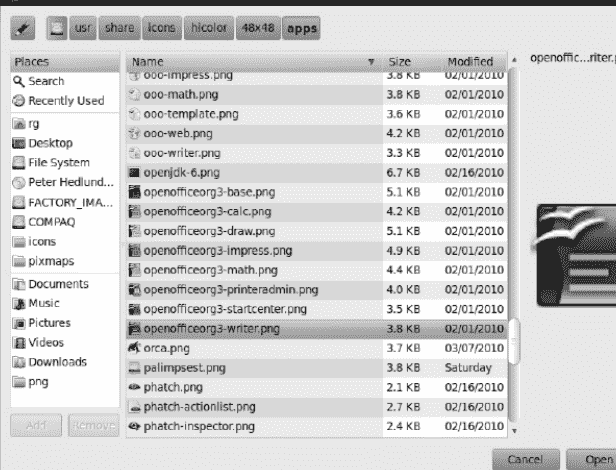 usr share icons hicolor 48x48 apps
Places
Search
Recently Used
rg
Desktop
File System
Peter Hedlund...
FACTORY_IMA...
COMPAQ
icons
pixmaps
Documents
Music
Pictures
Videos
Downloads
png
Add Remove
Name Size Modified
ooo-impress.png 3.8 KB 02/01/2010
ooo-math.png 3.8 KB 02/01/2010
ooo-template.png 3.6 KB 02/01/2010
ooo-web.png 4.2 KB 02/01/2010
ooo-writer.png 3.3 KB 02/01/2010
openjdk-6.png 6.7 KB 02/16/2010
openofficeorg3-base.png 5.1 KB 02/01/2010
openofficeorg3-calc.png 4.2 KB 02/01/2010
openofficeorg3-draw.png 5.1 KB 02/01/2010
openofficeorg3-impress.png 4.9 KB 02/01/2010
openofficeorg3-math.png 4.4 KB 02/01/2010
openofficeorg3-printeradmin.png 4.0 KB 02/01/2010
openofficeorg3-startcenter.png 3.5 KB 02/01/2010
openofficeorg3-writer.png 3.8 KB 02/01/2010
orca.png 3.7 KB 03/07/2010
palimpsest.png 3.8 KB Saturday
phatch.png 2.1 KB 02/16/2010
phatch-actionlist.png 2.7 KB 02/16/2010
phatch-inspector.png 2.4 KB 02/16/2010
openoffic...riter.p
Cancel Open